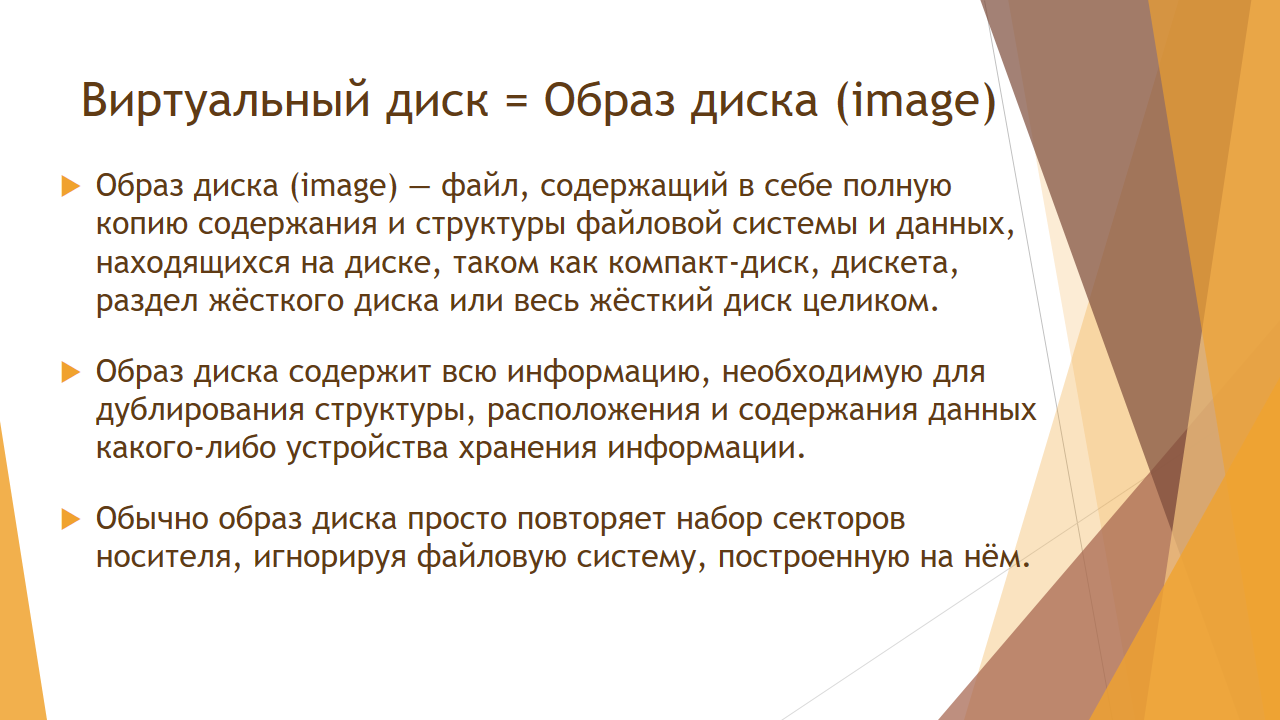 Виртуальный диск = Образ диска (image)
Образ диска (image) — файл, содержащий в себе полную
копию содержания и структуры файловой системы и данных,
находящихся на диске, таком как компакт-диск, дискета,
раздел жёсткого диска или весь жёсткий диск целиком.
Образ диска содержит всю информацию, необходимую для
дублирования структуры, расположения и содержания данных
какого-либо устройства хранения информации.
Обычно образ диска просто повторяет набор секторов
носителя, игнорируя файловую систему, построенную на нём.